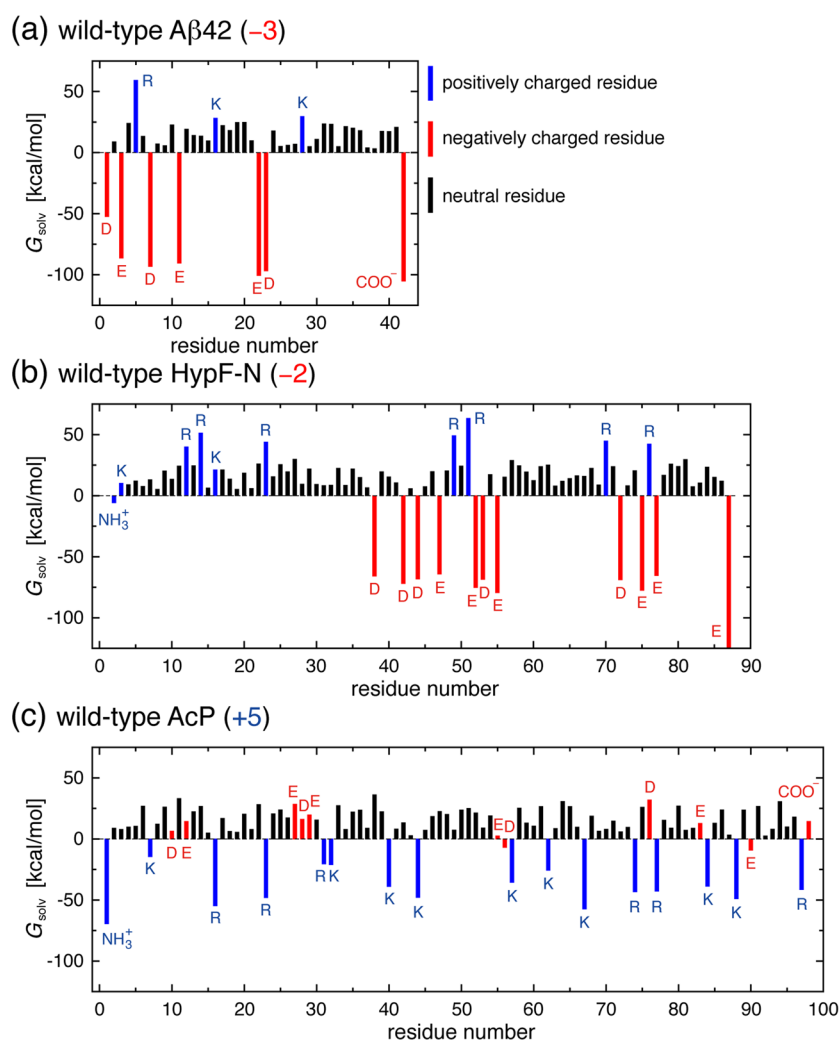 (a) wild-type Aβ42 (−3)
G solv [kcal/mol]
50
0
-50
-100
R
K
K
D
E
D
E
E
D
COO−
0 10 20 30 40
residue number
positively charged residue
negatively charged residue
neutral residue
(b) wild-type HypF-N (−2)
G solv [kcal/mol]
50
0
-50
-100
K
R
R
K
R
R
R
R
R
NH3+
D
D
D
E
E
D
E
D
E
E
E
0 10 20 30 40 50 60 70 80 90
residue number
(c) wild-type AcP (+5)
G solv [kcal/mol]
50
0
-50
-100
E
D
E
E
D
D
E
COO−
NH3+
K
D
E
R
R
R
K
K
K
K
K
K
R
R
K
K
E
R
0 10 20 30 40 50 60 70 80 90 100
residue number